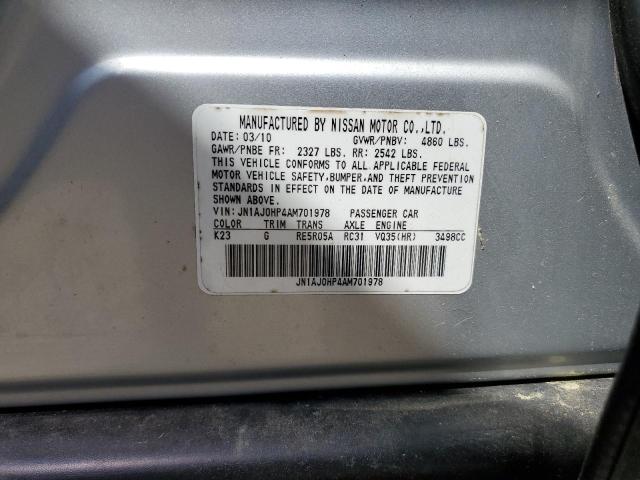 MANUFACTURED BY NISSAN MOTOR CO.,LTD.
DATE: 03/10 GVWR/PNBV: 4860 LBS.
GAWR/PNBE FR: 2327 LBS. RR: 2542 LBS.
THIS VEHICLE CONFORMS TO ALL APPLICABLE FEDERAL
MOTOR VEHICLE SAFETY,BUMPER,AND THEFT PREVENTION
STANDARDS IN EFFECT ON THE DATE OF MANUFACTURE
SHOWN ABOVE.
VIN: JN1AJ0HP4AM701978 PASSENGER CAR
COLOR TRIM TRANS AXLE ENGINE
K23 G RE5R05A RC31 VQ35(HR) 3498CC
JN1AJ0HP4AM701978